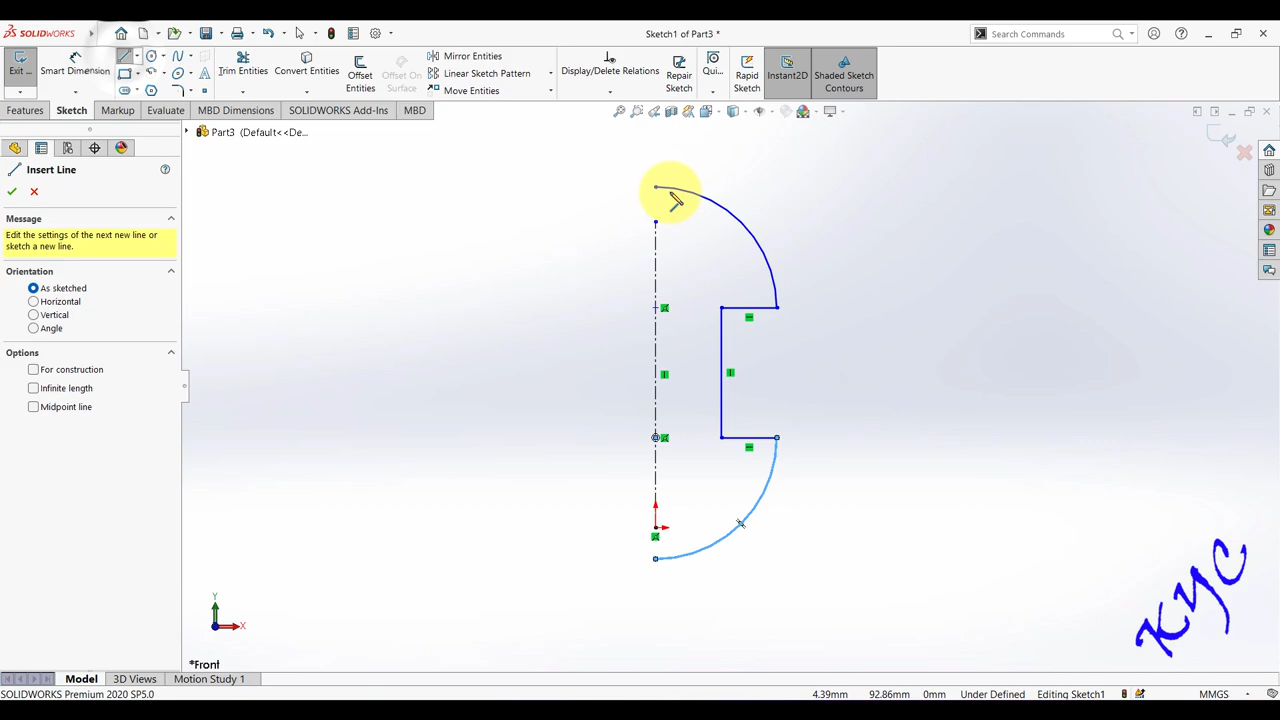 SOLIDWORKS
Sketch1 of Part3 *
Search Commands
Exit ...
Smart Dimension
Trim Entities
Convert Entities
Offset Entities
Offset On Surface
Mirror Entities
Linear Sketch Pattern
Move Entities
Display/Delete Relations
Repair Sketch
Qui...
Rapid Sketch
Instant2D
Shaded Sketch Contours
Features
Sketch
Markup
Evaluate
MBD Dimensions
SOLIDWORKS Add-Ins
MBD
Part3 (Default<<De...
Insert Line
Message
Edit the settings of the next new line or
sketch a new line.
Orientation
As sketched
Horizontal
Vertical
Angle
Options
For construction
Infinite length
Midpoint line
Y
X
KYC
*Front
Model
3D Views
Motion Study 1
SOLIDWORKS Premium 2020 SP5.0
4.39mm
92.86mm
0mm
Under Defined
Editing Sketch1
MMGS